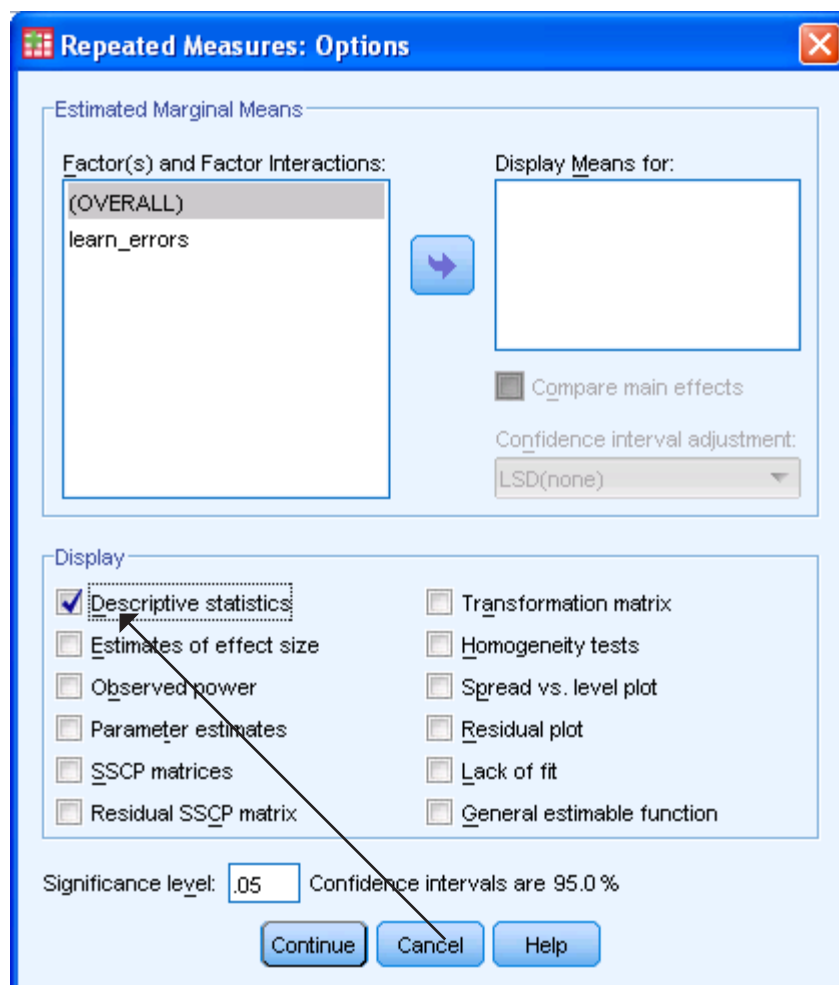 Repeated Measures: Options
Estimated Marginal Means
Factor(s) and Factor Interactions:
(OVERALL)
learn_errors
Display Means for:
Compare main effects
Confidence interval adjustment:
LSD(none)
Display
Descriptive statistics
Estimates of effect size
Observed power
Parameter estimates
SSCP matrices
Residual SSCP matrix
Transformation matrix
Homogeneity tests
Spread vs. level plot
Residual plot
Lack of fit
General estimable function
Significance level: .05 Confidence intervals are 95.0 %
Continue Cancel Help